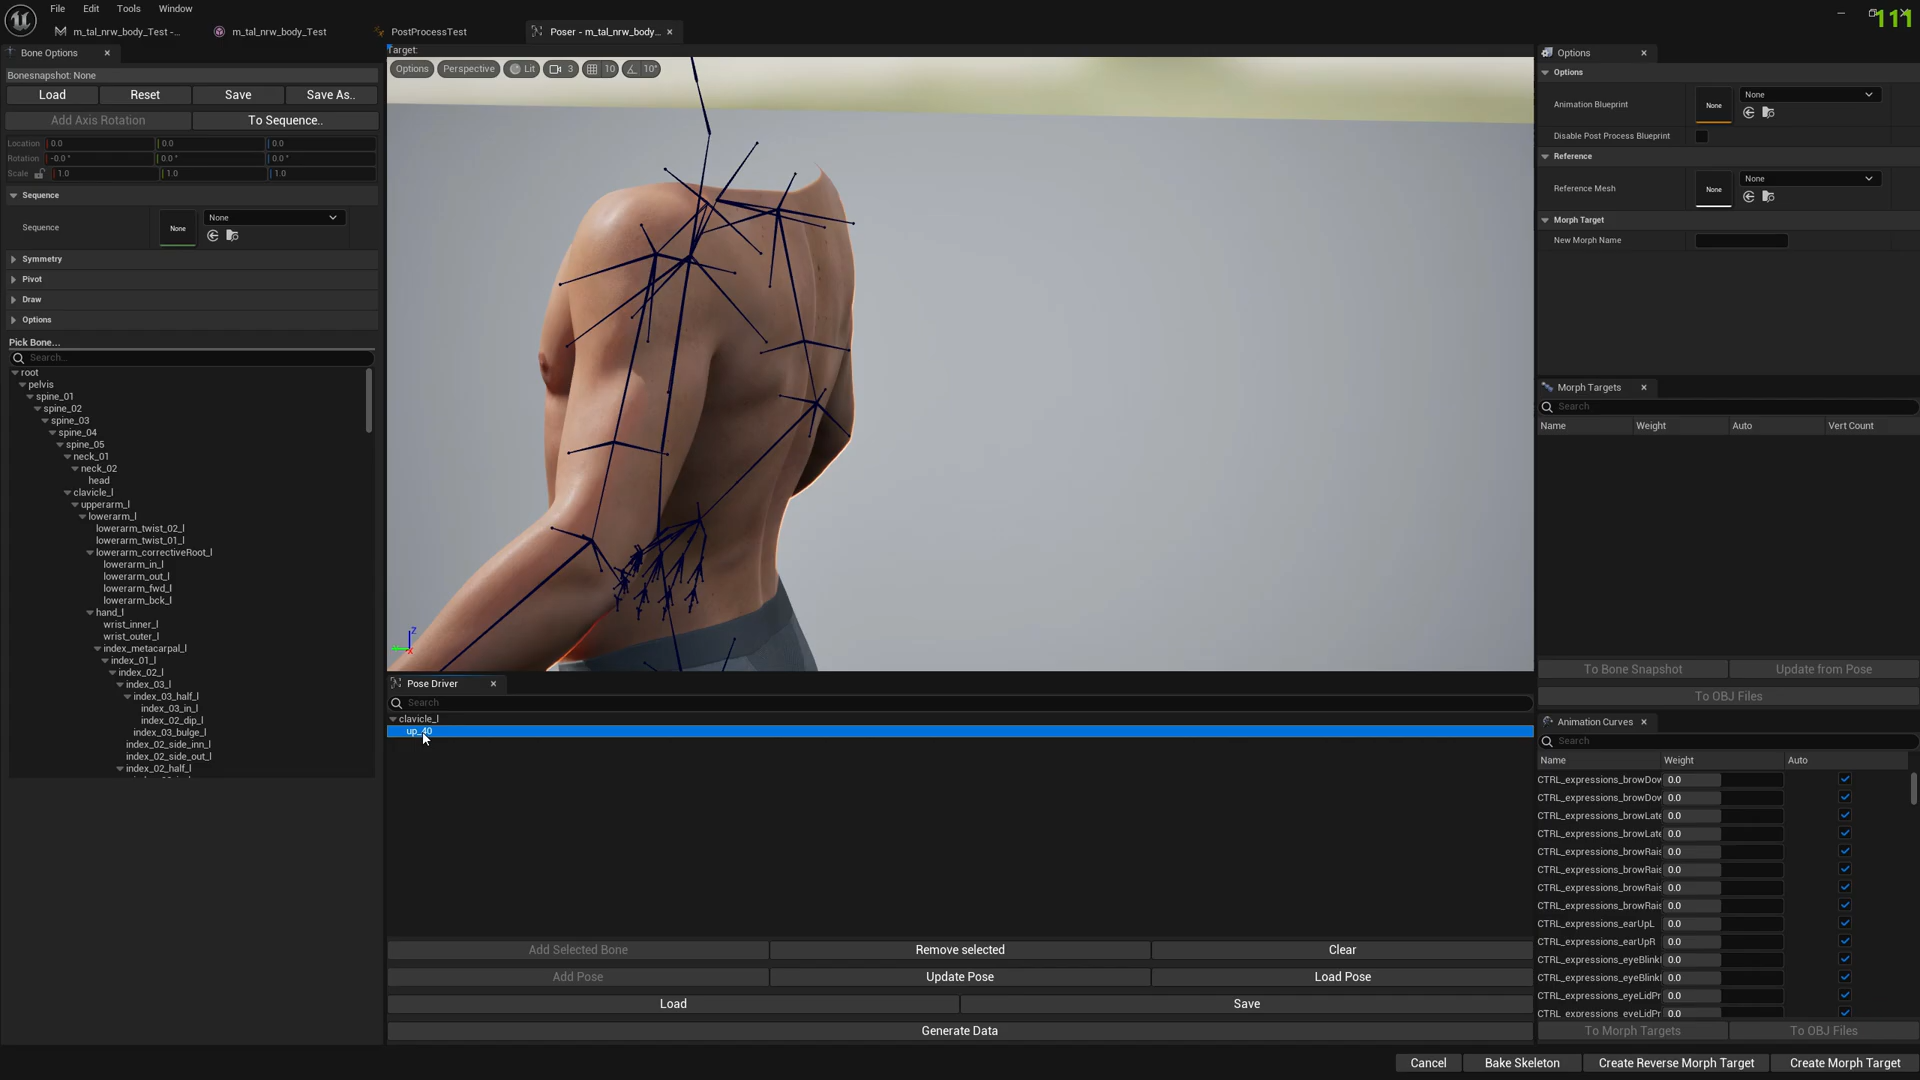 File Edit Tools Window
111
m_tal_nrw_body_Test -...
m_tal_nrw_body_Test
PostProcessTest
Poser - m_tal_nrw_body...
Bone Options
Bonesnapshot: None
Load Reset Save Save As..
Add Axis Rotation To Sequence..
Location 0.0 0.0 0.0
Rotation -0.0 ° 0.0 ° 0.0 °
Scale 1.0 1.0 1.0
Sequence
Sequence None None
Symmetry
Pivot
Draw
Options
Pick Bone...
Search...
root
pelvis
spine_01
spine_02
spine_03
spine_04
spine_05
neck_01
neck_02
head
clavicle_l
upperarm_l
lowerarm_l
lowerarm_twist_02_l
lowerarm_twist_01_l
lowerarm_correctiveRoot_l
lowerarm_in_l
lowerarm_out_l
lowerarm_fwd_l
lowerarm_bck_l
hand_l
wrist_inner_l
wrist_outer_l
index_metacarpal_l
index_01_l
index_02_l
index_03_l
index_03_half_l
index_03_in_l
index_02_dip_l
index_03_bulge_l
index_02_side_inn_l
index_02_side_out_l
index_02_half_l
Target:
Options Perspective Lit 3 10 10°
Z
X
Pose Driver
Search
clavicle_l
up_40
Add Selected Bone Remove selected Clear
Add Pose Update Pose Load Pose
Load Save
Generate Data
Options
Options
Animation Blueprint None None
Disable Post Process Blueprint
Reference
Reference Mesh None None
Morph Target
New Morph Name
Morph Targets
Search
Name Weight Auto Vert Count
To Bone Snapshot Update from Pose
To OBJ Files
Animation Curves
Search
Name Weight Auto
CTRL_expressions_browDow 0.0
CTRL_expressions_browDow 0.0
CTRL_expressions_browLate 0.0
CTRL_expressions_browLate 0.0
CTRL_expressions_browRais 0.0
CTRL_expressions_browRais 0.0
CTRL_expressions_browRais 0.0
CTRL_expressions_browRais 0.0
CTRL_expressions_earUpL 0.0
CTRL_expressions_earUpR 0.0
CTRL_expressions_eyeBlinkl 0.0
CTRL_expressions_eyeBlinkl 0.0
CTRL_expressions_eyeLidPr 0.0
CTRL_expressions_eyeLidPr 0.0
To Morph Targets To OBJ Files
Cancel Bake Skeleton Create Reverse Morph Target Create Morph Target